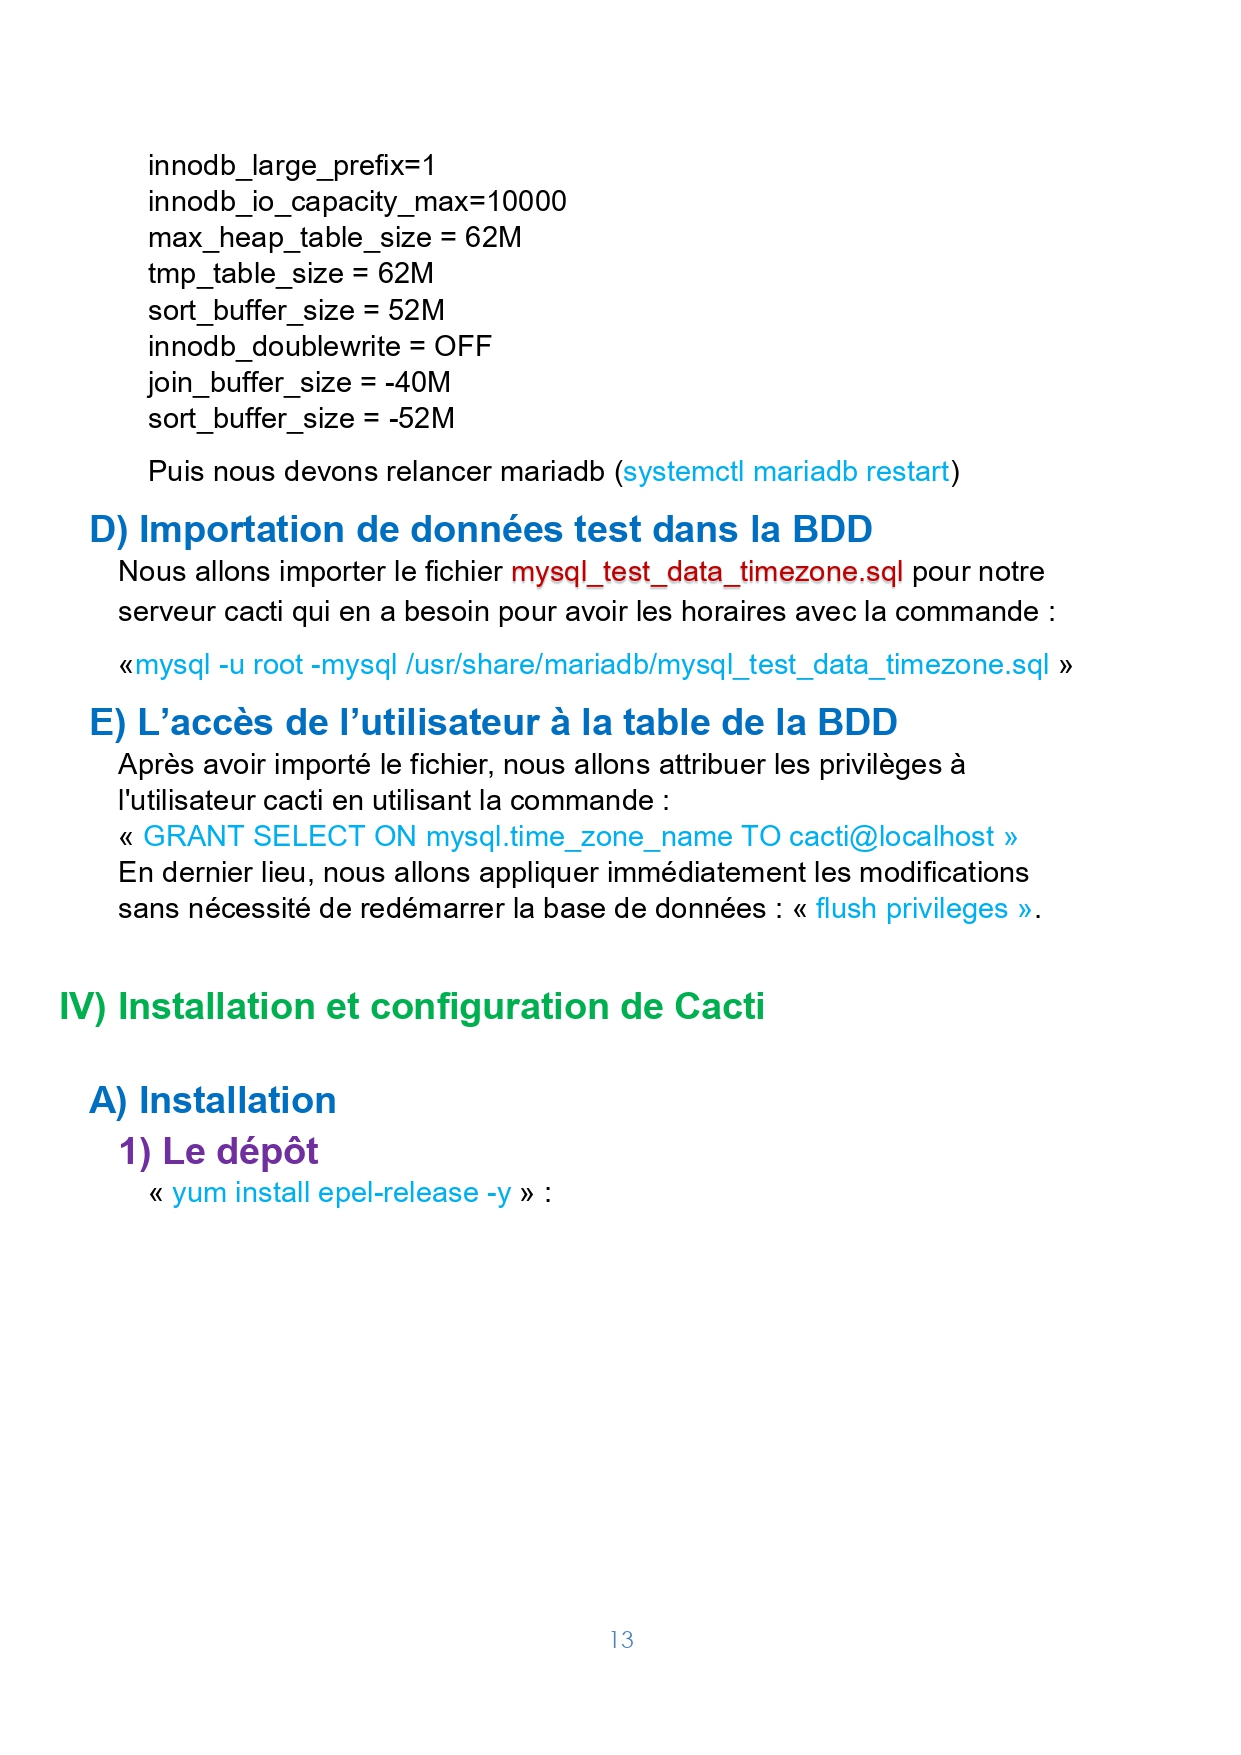 innodb_large_prefix=1
innodb_io_capacity_max=10000
max_heap_table_size = 62M
tmp_table_size = 62M
sort_buffer_size = 52M
innodb_doublewrite = OFF
join_buffer_size = -40M
sort_buffer_size = -52M
Puis nous devons relancer mariadb (systemctl mariadb restart)
D) Importation de données test dans la BDD
Nous allons importer le fichier mysql_test_data_timezone.sql pour notre
serveur cacti qui en a besoin pour avoir les horaires avec la commande :
«mysql -u root -mysql /usr/share/mariadb/mysql_test_data_timezone.sql »
E) L’accès de l’utilisateur à la table de la BDD
Après avoir importé le fichier, nous allons attribuer les privilèges à
l'utilisateur cacti en utilisant la commande :
« GRANT SELECT ON mysql.time_zone_name TO cacti@localhost »
En dernier lieu, nous allons appliquer immédiatement les modifications
sans nécessité de redémarrer la base de données : « flush privileges ».
IV) Installation et configuration de Cacti
A) Installation
1) Le dépôt
« yum install epel-release -y » :
13